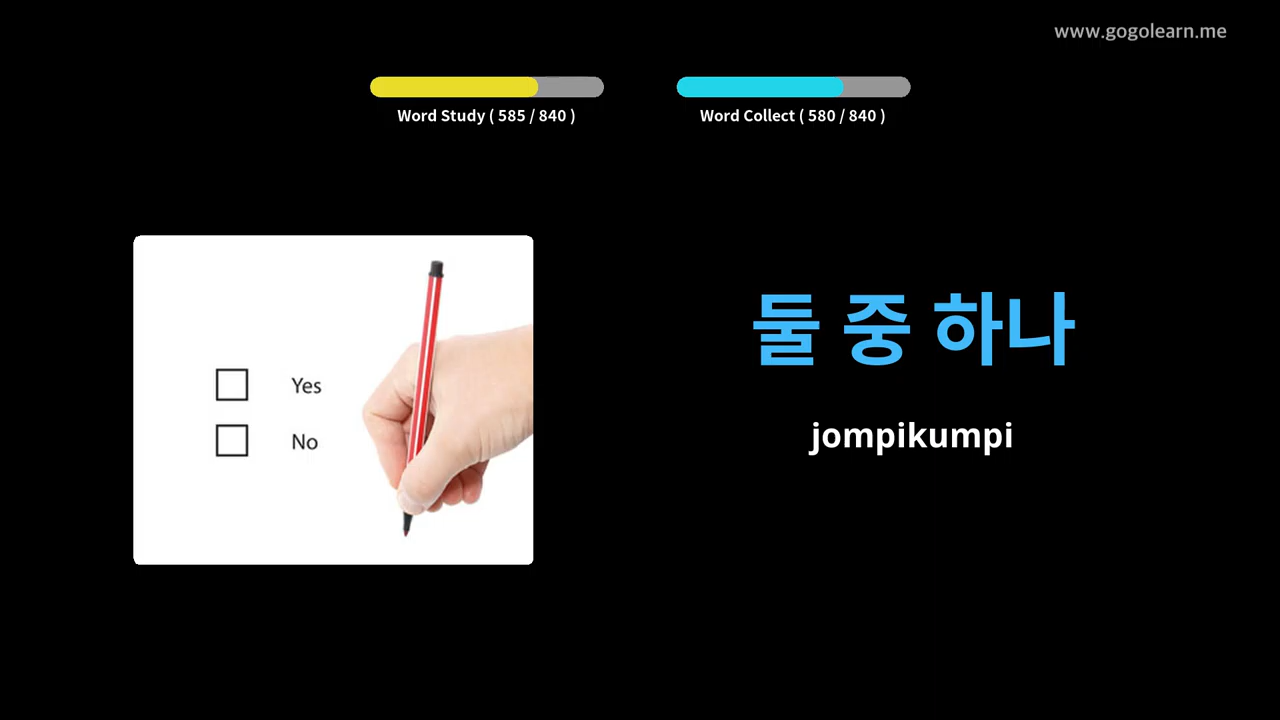 www.gogolearn.me
Word Study ( 585 / 840 )
Word Collect ( 580 / 840 )
Yes
No
둘 중 하나
jompikumpi